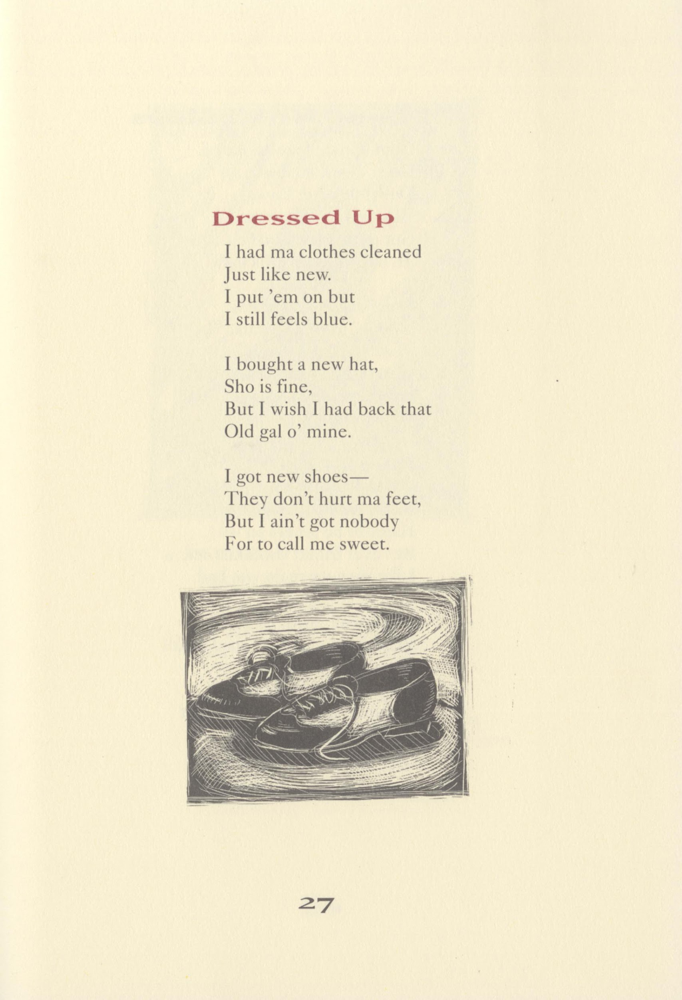 Dressed Up
I had ma clothes cleaned
Just like new.
I put ’em on but
I still feels blue.
I bought a new hat,
Sho is fine,
But I wish I had back that
Old gal o’ mine.
I got new shoes—
They don’t hurt ma feet,
But I ain’t got nobody
For to call me sweet.
27